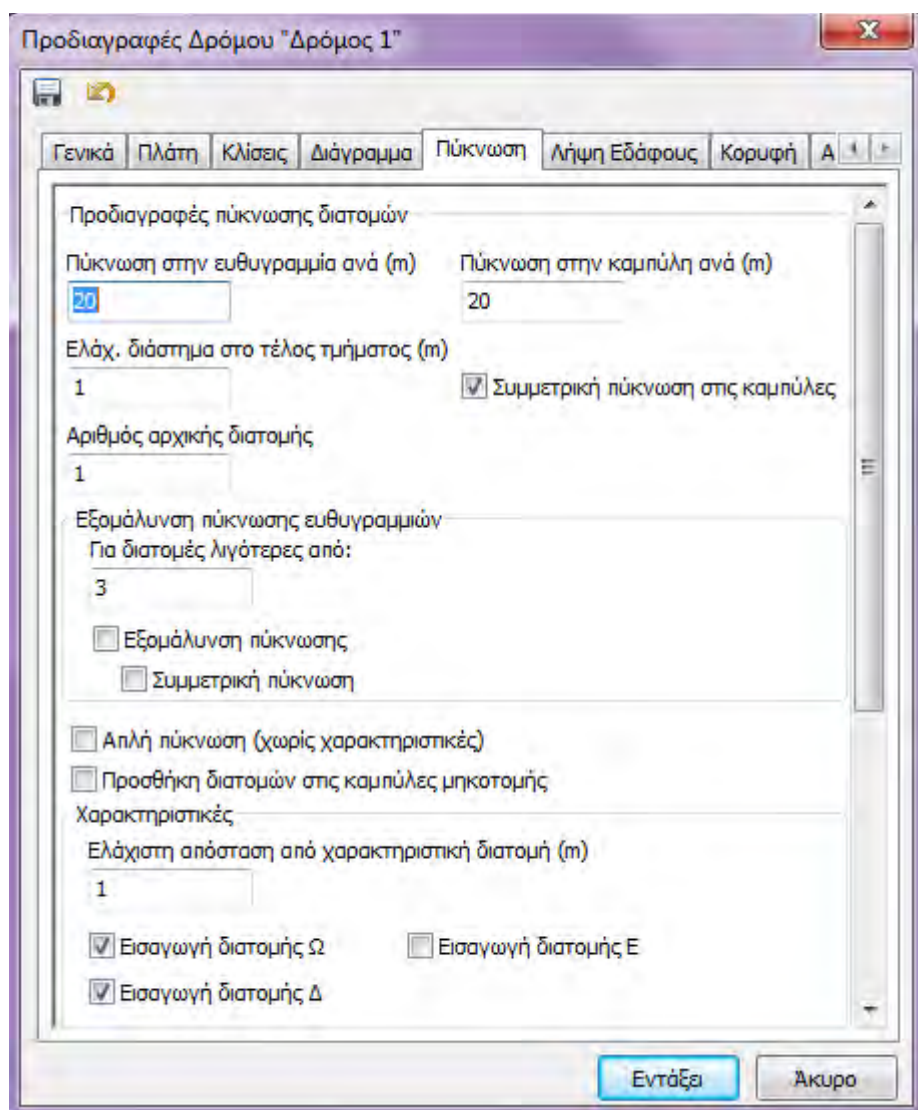 Προδιαγραφές Δρόμου "Δρόμος 1"
Γενικά Πλάτη Κλίσεις Διάγραμμα Πύκνωση Λήψη Εδάφους Κορυφή Α
Προδιαγραφές πύκνωσης διατομών
Πύκνωση στην ευθυγραμμία ανά (m) Πύκνωση στην καμπύλη ανά (m)
20 20
Ελάχ. διάστημα στο τέλος τμήματος (m)
1 Συμμετρική πύκνωση στις καμπύλες
Αριθμός αρχικής διατομής
1
Εξομάλυνση πύκνωσης ευθυγραμμιών
Για διατομές λιγότερες από:
3
Εξομάλυνση πύκνωσης
Συμμετρική πύκνωση
Απλή πύκνωση (χωρίς χαρακτηριστικές)
Προσθήκη διατομών στις καμπύλες μηκοτομής
Χαρακτηριστικές
Ελάχιστη απόσταση από χαρακτηριστική διατομή (m)
1
Εισαγωγή διατομής Ω Εισαγωγή διατομής Ε
Εισαγωγή διατομής Δ
Εντάξει Άκυρο